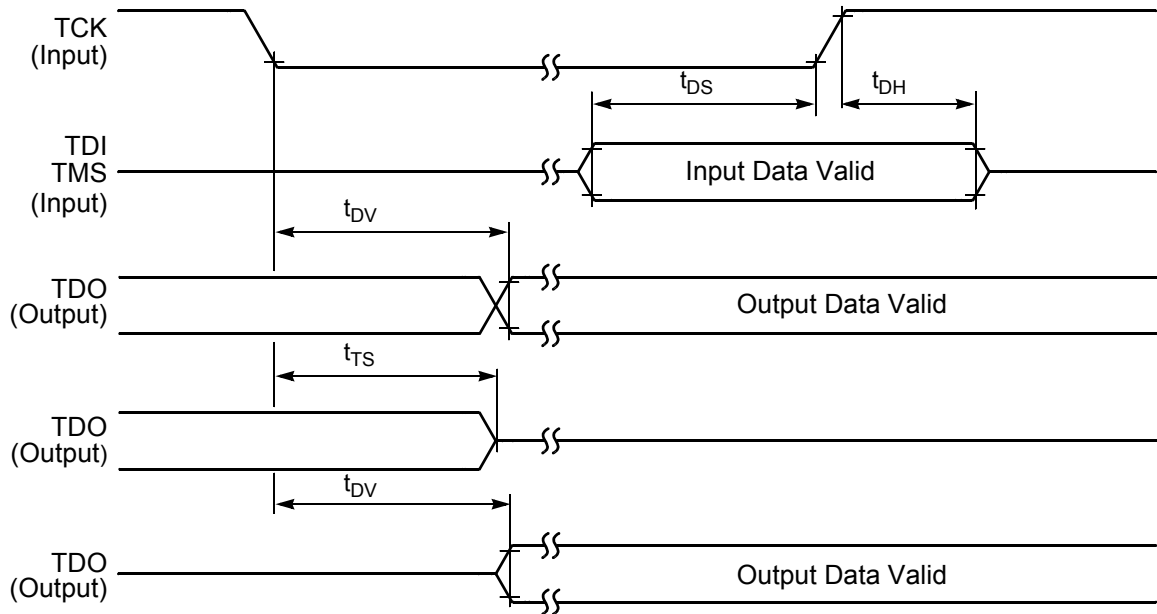 TCK
(Input)
tDS
tDH
TDI
TMS
(Input)
Input Data Valid
tDV
TDO
(Output)
Output Data Valid
tTS
TDO
(Output)
tDV
TDO
(Output)
Output Data Valid